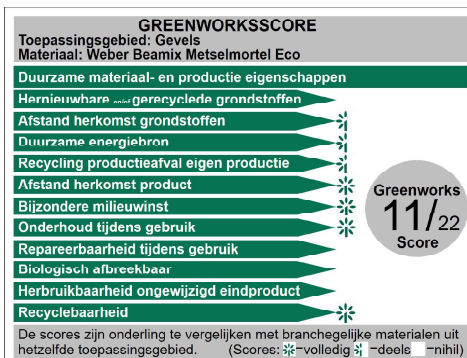 GREENWORKSSCORE
Toepassingsgebied: Gevels
Materiaal: Weber Beamix Metselmortel Eco
Duurzame materiaal- en productie eigenschappen
Hernieuwbare en/of gerecyclede grondstoffen
Afstand herkomst grondstoffen
Duurzame energiebron
Recycling productieafval eigen productie
Afstand herkomst product
Bijzondere milieuwinst
Onderhoud tijdens gebruik
Repareerbaarheid tijdens gebruik
Biologisch afbreekbaar
Herbruikbaarheid ongewijzigd eindproduct
Recyclebaarheid
Greenworks
11/22
Score
De scores zijn onderling te vergelijken met branchegelijke materialen uit
hetzelfde toepassingsgebied. (Scores: =volledig =deels =nihil)